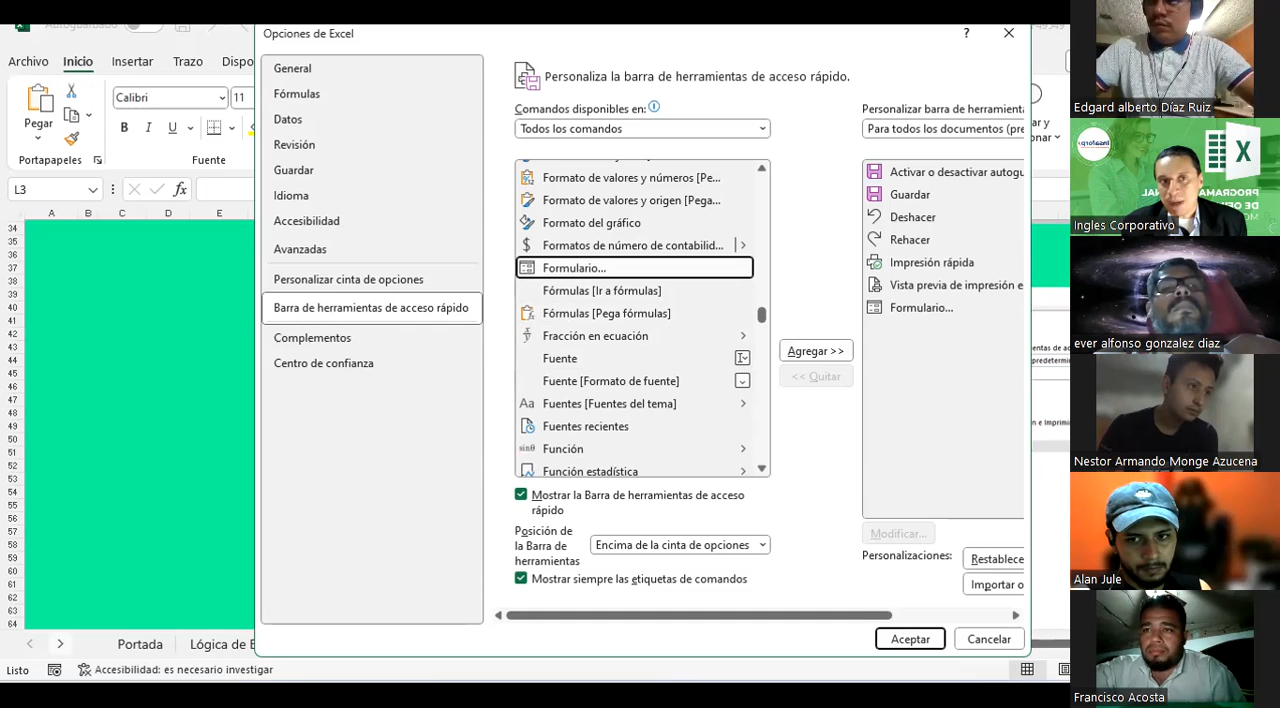 Autoguardado
Opciones de Excel
?
Archivo
Inicio
Insertar
Trazo
Dispo
Pegar
Portapapeles
Calibri
11
N
I
U
Fuente
L3
fx
A
B
C
D
E
34
35
36
37
38
39
40
41
42
43
44
45
46
47
48
49
50
51
52
53
54
55
56
57
58
59
60
61
62
63
64
General
Fórmulas
Datos
Revisión
Guardar
Idioma
Accesibilidad
Avanzadas
Personalizar cinta de opciones
Barra de herramientas de acceso rápido
Complementos
Centro de confianza
Personaliza la barra de herramientas de acceso rápido.
Comandos disponibles en:
Todos los comandos
Formato de valores y números [Pe...
Formato de valores y origen [Pega...
Formato del gráfico
$ Formatos de número de contabilid...
Formulario...
Fórmulas [Ir a fórmulas]
Fórmulas [Pega fórmulas]
Fracción en ecuación
Fuente
Fuente [Formato de fuente]
Aa Fuentes [Fuentes del tema]
Fuentes recientes
sinθ Función
Función estadística
Mostrar la Barra de herramientas de acceso
rápido
Posición de
la Barra de
herramientas
Encima de la cinta de opciones
Mostrar siempre las etiquetas de comandos
Agregar >>
<< Quitar
Personalizar barra de herramienta
Para todos los documentos (pre
Activar o desactivar autogu
Guardar
Deshacer
Rehacer
Impresión rápida
Vista previa de impresión e
Formulario...
Modificar...
Personalizaciones:
Restablece
Importar o
Aceptar
Cancelar
ar y
onar
Portada
Lógica de E
Listo
Accesibilidad: es necesario investigar
Edgard alberto Díaz Ruiz
Insaforp
X
PROGRAMA
DE OF
Ingles Corporativo
ever alfonso gonzalez diaz
Nestor Armando Monge Azucena
Alan Jule
Francisco Acosta